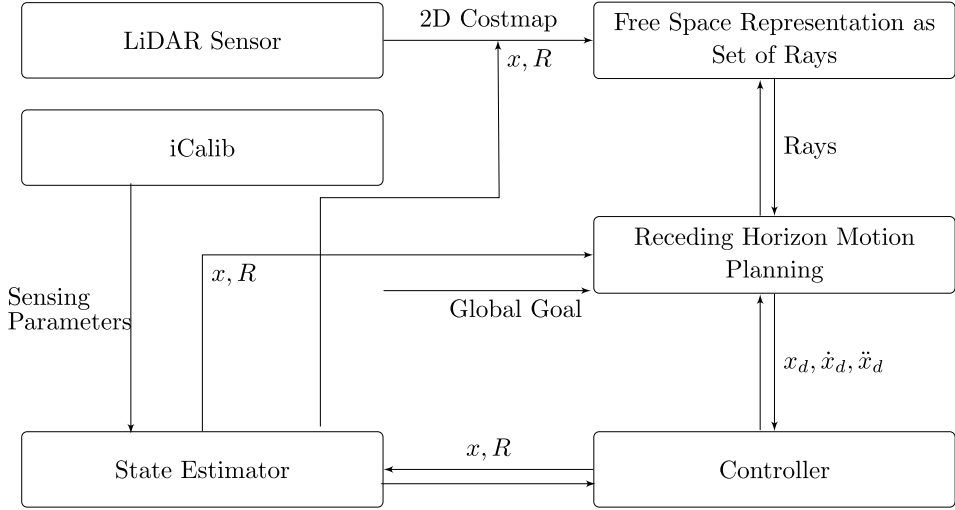 LiDAR Sensor
2D Costmap
x, R
Free Space Representation as
Set of Rays
iCalib
Rays
Receding Horizon Motion
Planning
x, R
Global Goal
Sensing
Parameters
x_d, ẋ_d, ẍ_d
State Estimator
x, R
Controller